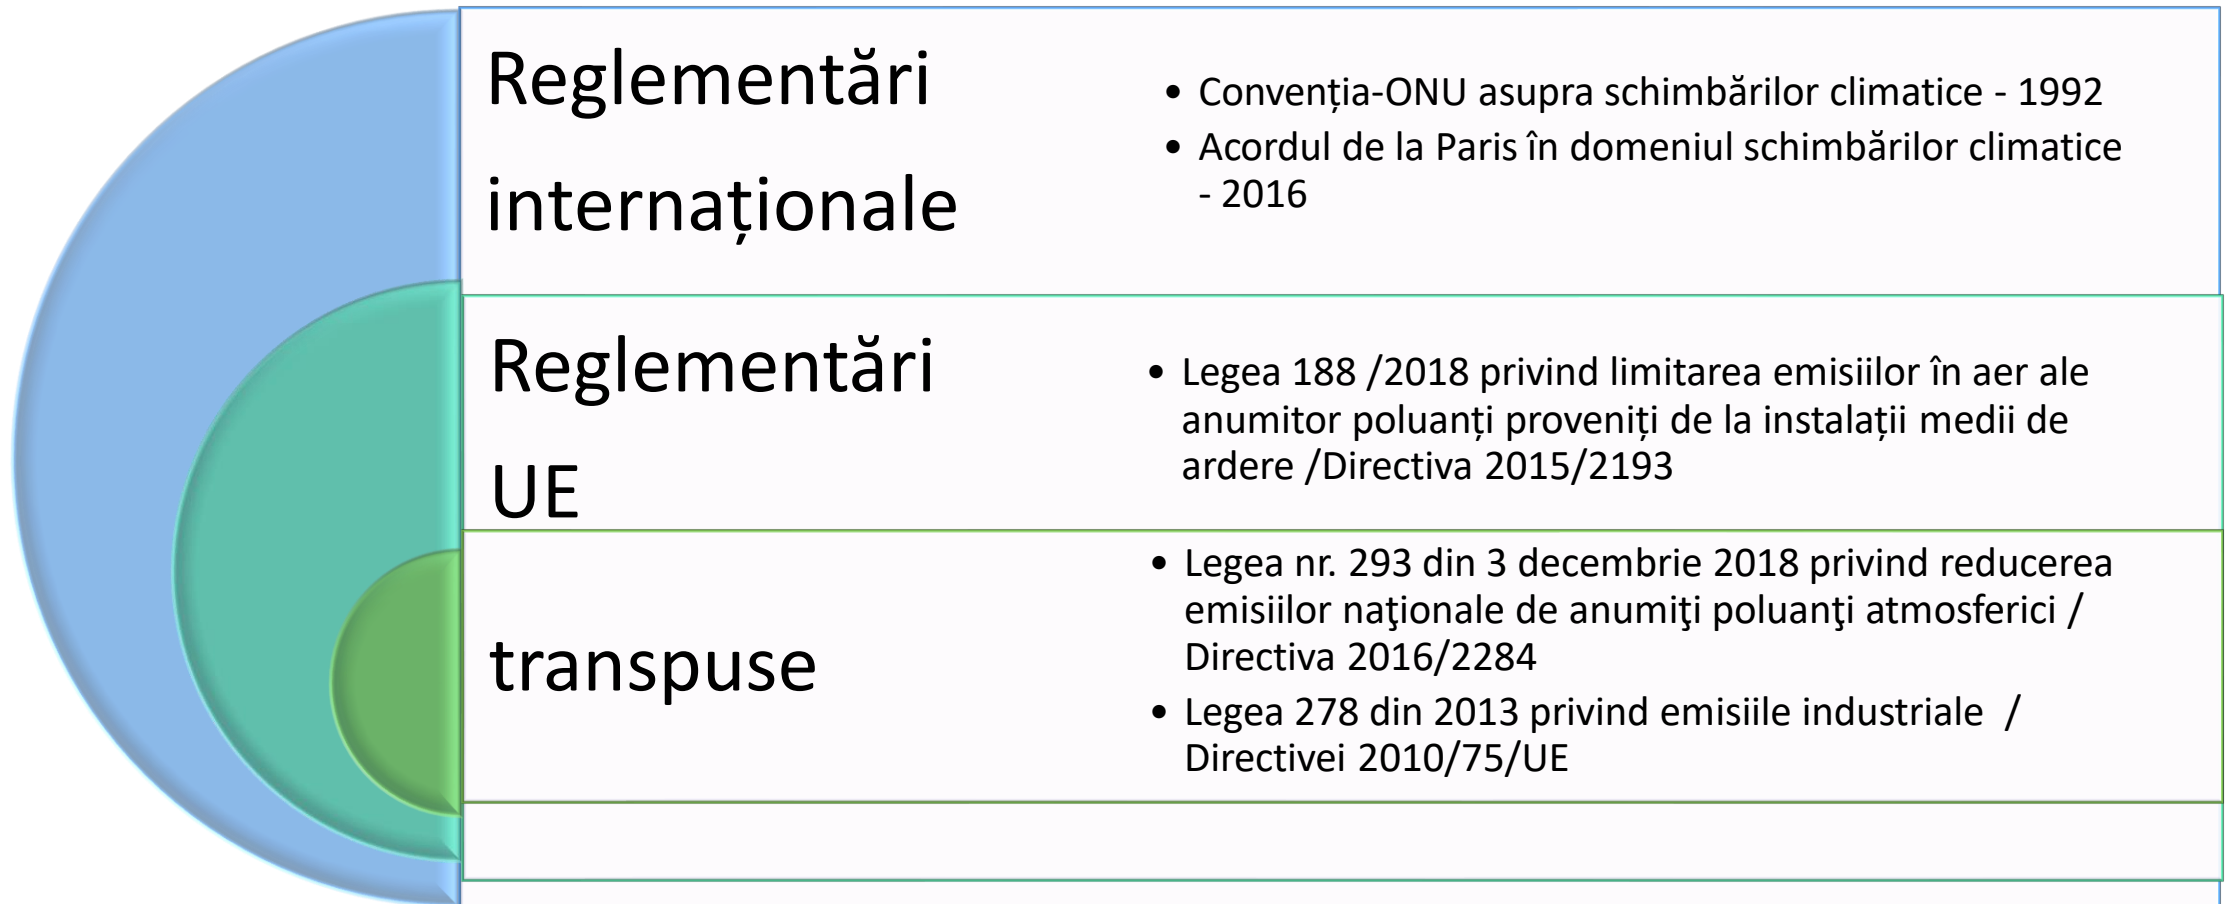 Reglementări
internaționale
• Convenția-ONU asupra schimbărilor climatice - 1992
• Acordul de la Paris în domeniul schimbărilor climatice
- 2016
Reglementări
UE
• Legea 188 /2018 privind limitarea emisiilor în aer ale
anumitor poluanți proveniți de la instalații medii de
ardere /Directiva 2015/2193
transpuse
• Legea nr. 293 din 3 decembrie 2018 privind reducerea
emisiilor naţionale de anumiţi poluanţi atmosferici /
Directiva 2016/2284
• Legea 278 din 2013 privind emisiile industriale  /
Directivei 2010/75/UE